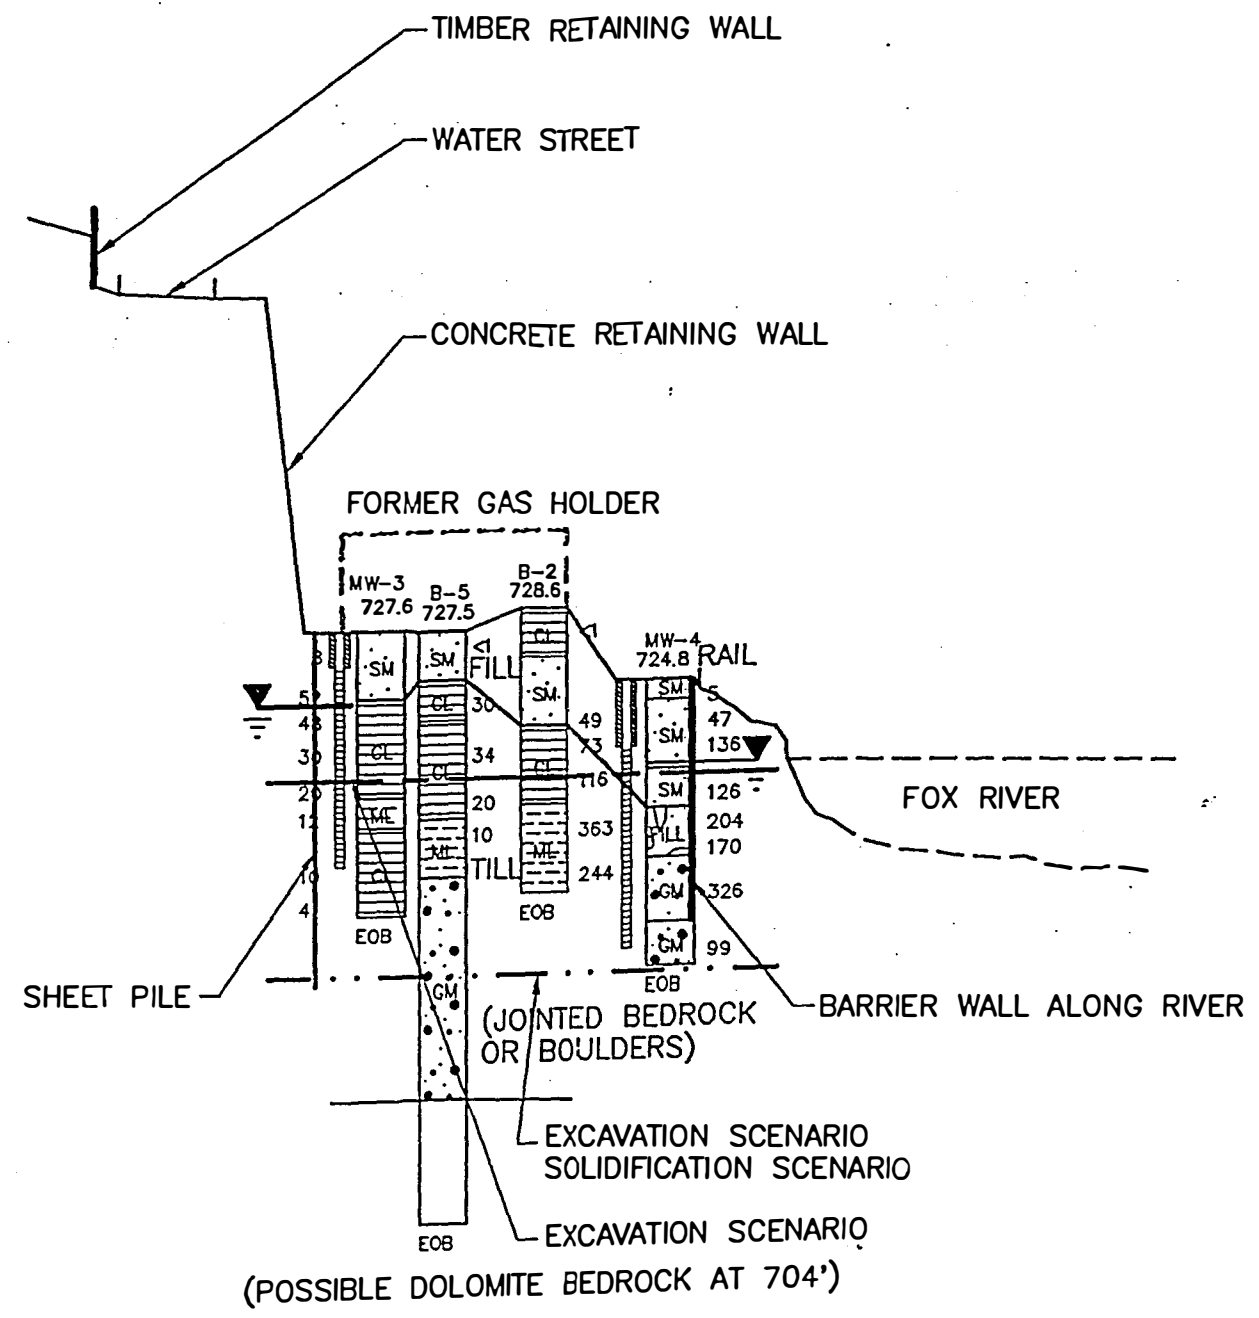 TIMBER RETAINING WALL
WATER STREET
CONCRETE RETAINING WALL
FORMER GAS HOLDER
MW-3
727.6
B-5
727.5
B-2
728.6
MW-4
724.8
RAIL
SM
CL
ML
CL
EOB
SM
CL
CL
ML
GM
EOB
FILL
30
34
20
10
TILL
CL
SM
CL
ML
EOB
49
73
116
363
244
SM
SM
SM
FILL
GM
GM
EOB
5
47
136
126
204
170
326
99
48
30
20
12
10
4
FOX RIVER
SHEET PILE
(JOINTED BEDROCK
OR BOULDERS)
BARRIER WALL ALONG RIVER
EXCAVATION SCENARIO
SOLIDIFICATION SCENARIO
EXCAVATION SCENARIO
(POSSIBLE DOLOMITE BEDROCK AT 704')